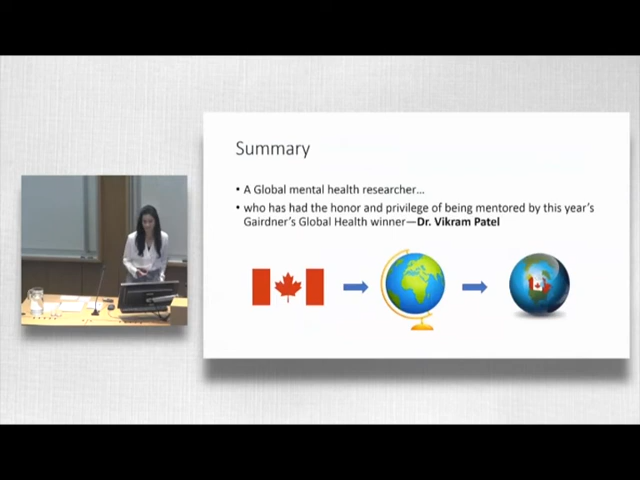 Summary
• A Global mental health researcher...
• who has had the honor and privilege of being mentored by this year's
Gairdner's Global Health winner—Dr. Vikram Patel